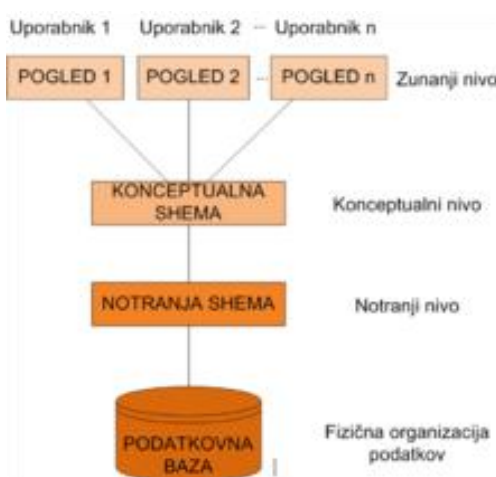 Uporabnik 1 Uporabnik 2 ... Uporabnik n
POGLED 1 POGLED 2 ... POGLED n Zunanji nivo
KONCEPTUALNA
SHEMA
Konceptualni nivo
NOTRANJA SHEMA Notranji nivo
PODATKOVNA
BAZA
Fizična organizacija
podatkov